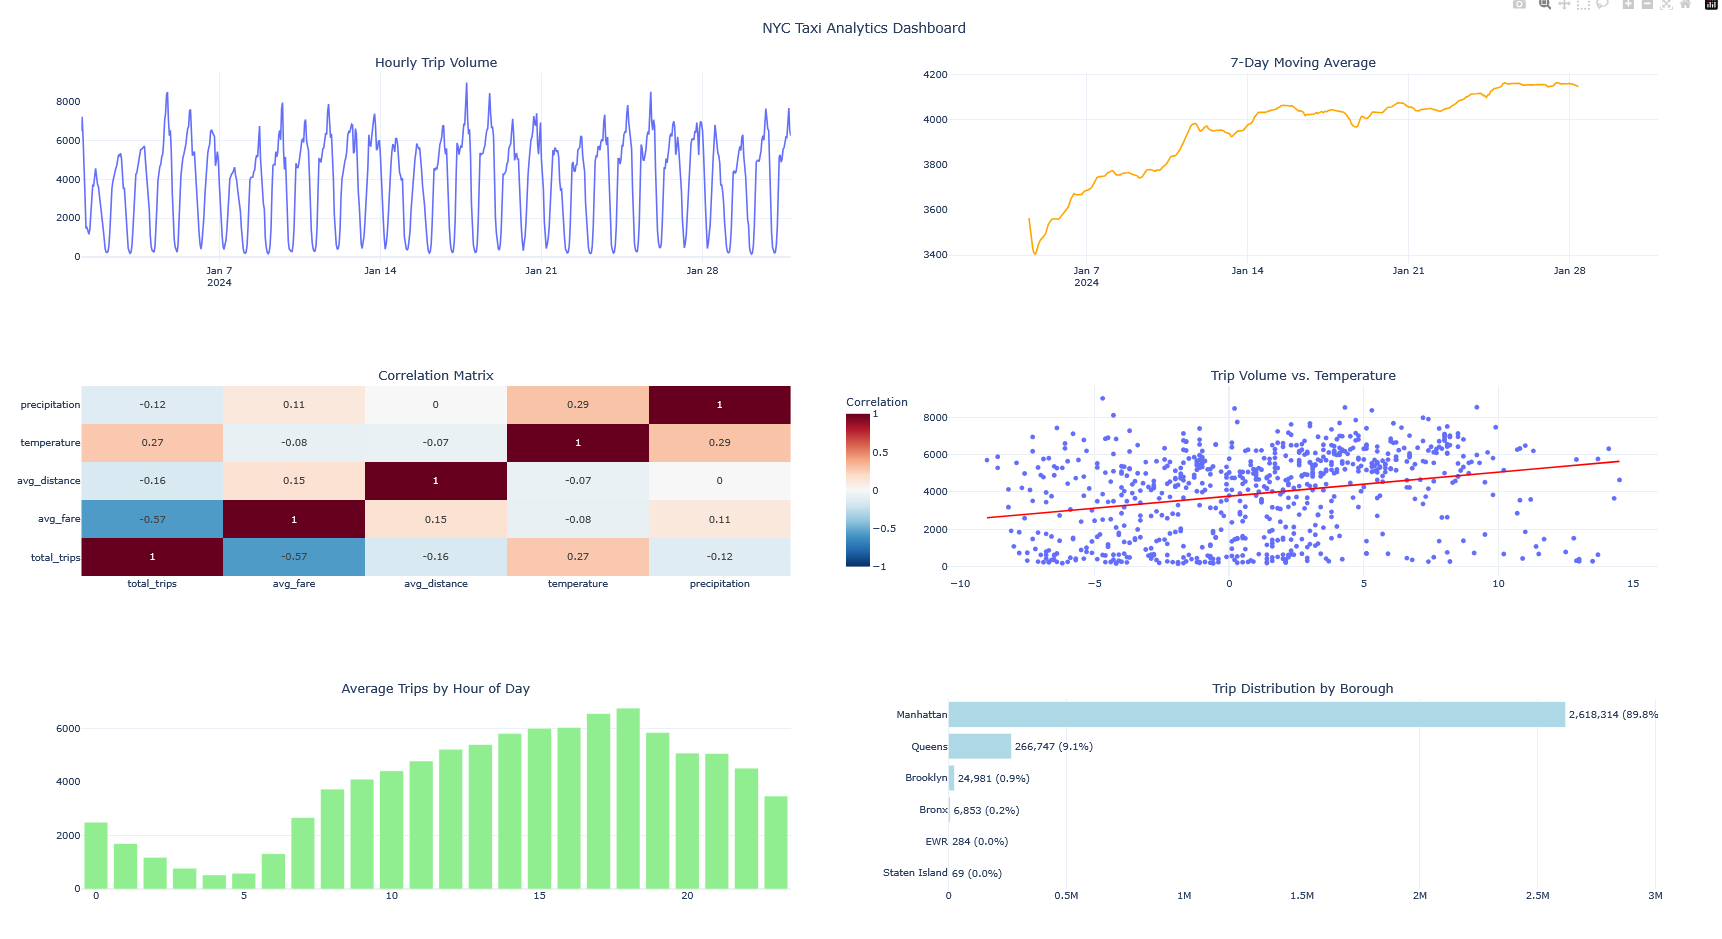 NYC Taxi Analytics Dashboard
Hourly Trip Volume
8000
6000
4000
2000
0
Jan 7
2024
Jan 14
Jan 21
Jan 28
7-Day Moving Average
4200
4000
3800
3600
3400
Jan 7
2024
Jan 14
Jan 21
Jan 28
Correlation Matrix
precipitation -0.12 0.11 0 0.29 1
temperature 0.27 -0.08 -0.07 1 0.29
avg_distance -0.16 0.15 1 -0.07 0
avg_fare -0.57 1 0.15 -0.08 0.11
total_trips 1 -0.57 -0.16 0.27 -0.12
total_trips avg_fare avg_distance temperature precipitation
Correlation
1
0.5
0
−0.5
−1
Trip Volume vs. Temperature
8000
6000
4000
2000
0
−10 −5 0 5 10 15
Average Trips by Hour of Day
6000
4000
2000
0
0 5 10 15 20
Trip Distribution by Borough
Manhattan 2,618,314 (89.8%
Queens 266,747 (9.1%)
Brooklyn 24,981 (0.9%)
Bronx 6,853 (0.2%)
EWR 284 (0.0%)
Staten Island 69 (0.0%)
0 0.5M 1M 1.5M 2M 2.5M 3M